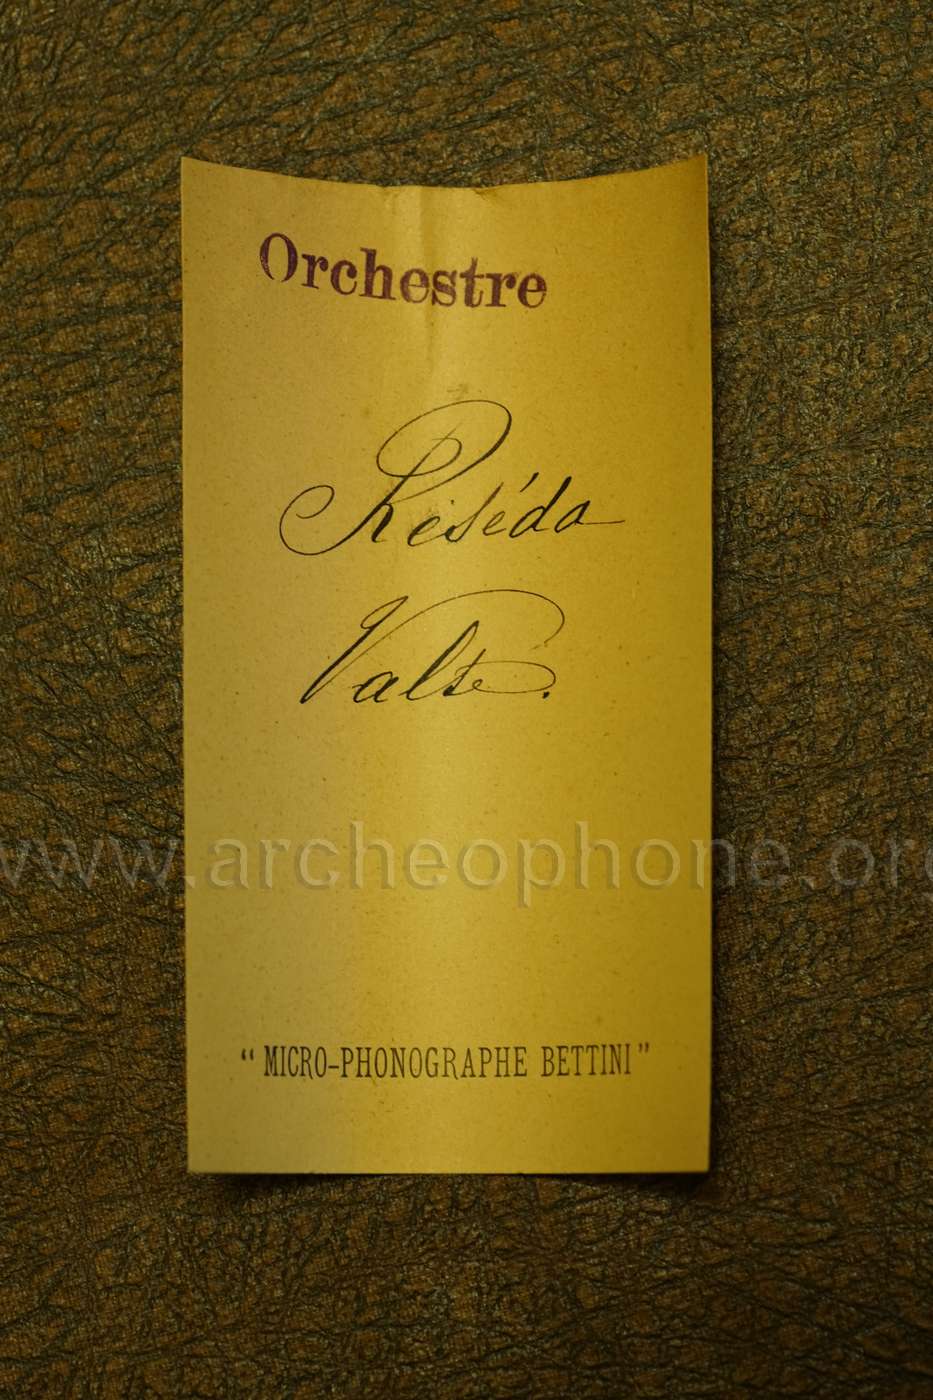 Orchestre
Réséda
Valse.
www.archeophone.org
“MICRO-PHONOGRAPHE BETTINI”